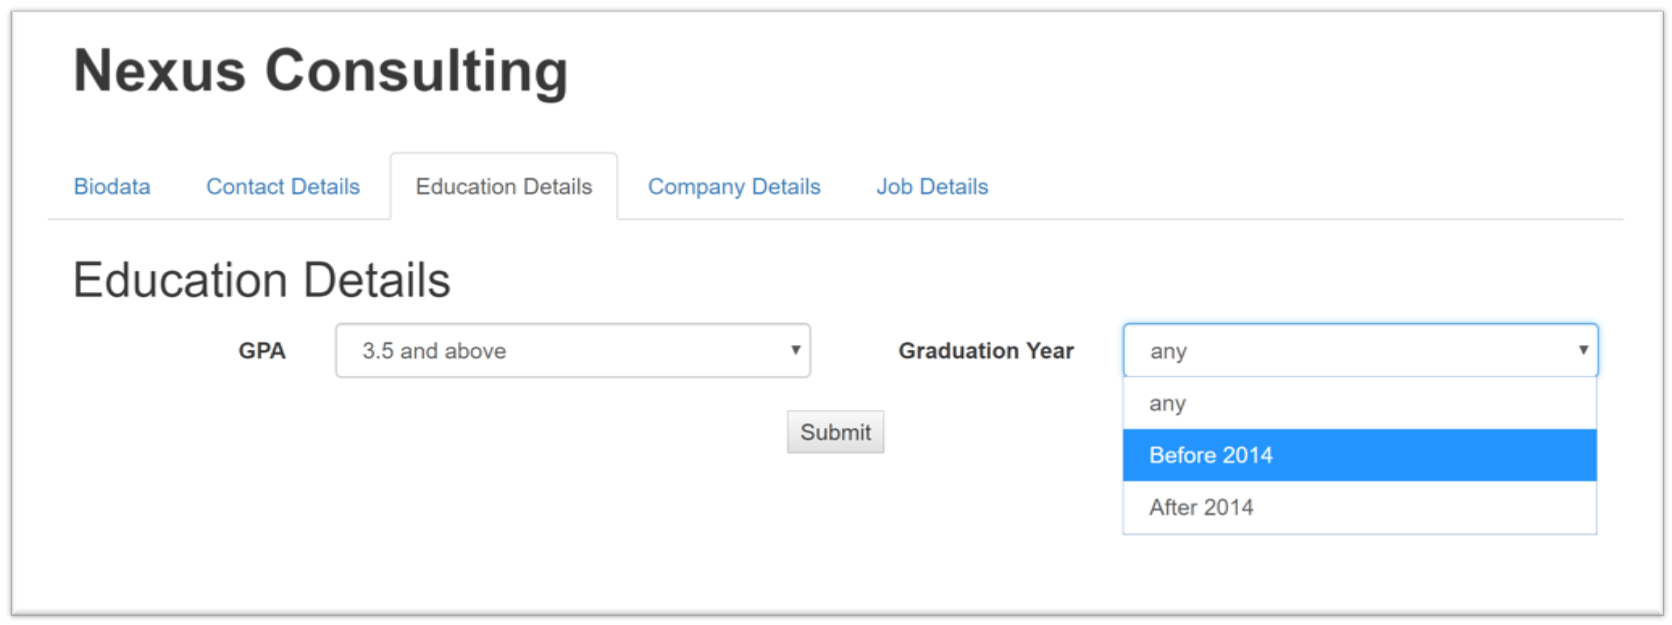 Nexus Consulting
Biodata Contact Details Education Details Company Details Job Details
Education Details
GPA 3.5 and above Graduation Year any
any
Submit
Before 2014
After 2014